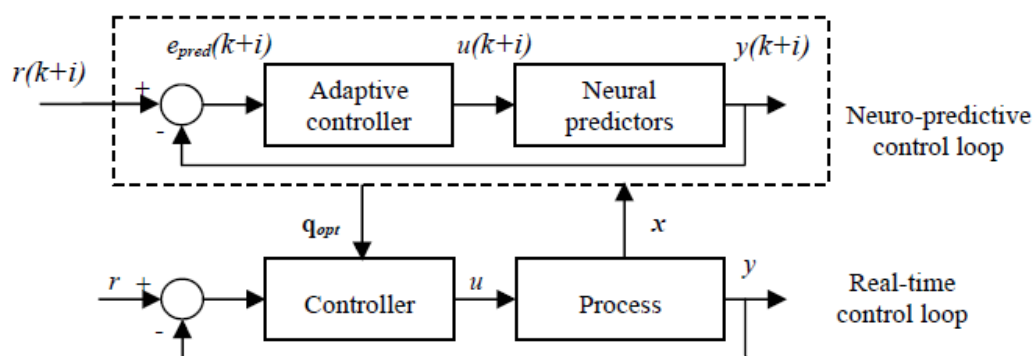 e_pred(k+i)
u(k+i)
y(k+i)
r(k+i)
+
-
Adaptive
controller
Neural
predictors
Neuro-predictive
control loop
q_opt
x
r
+
-
Controller
u
Process
y
Real-time
control loop